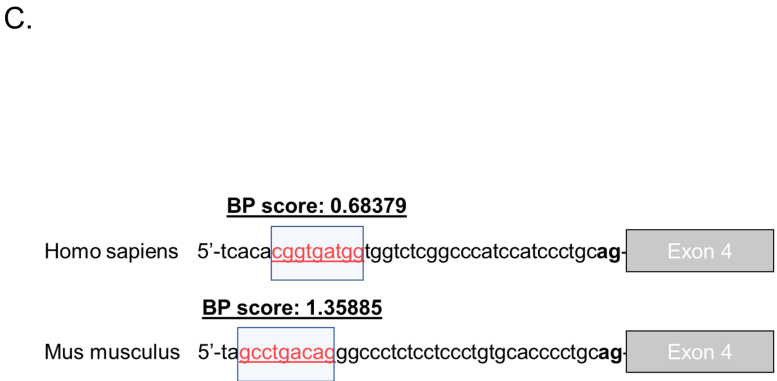 C.
BP score: 0.68379
Homo sapiens 5'-tcacacggtgatggtggtctcggcccatccatccctgcag- Exon 4
BP score: 1.35885
Mus musculus 5'-tagcctgacagggccctctcctccctgtgcacccctgcag- Exon 4